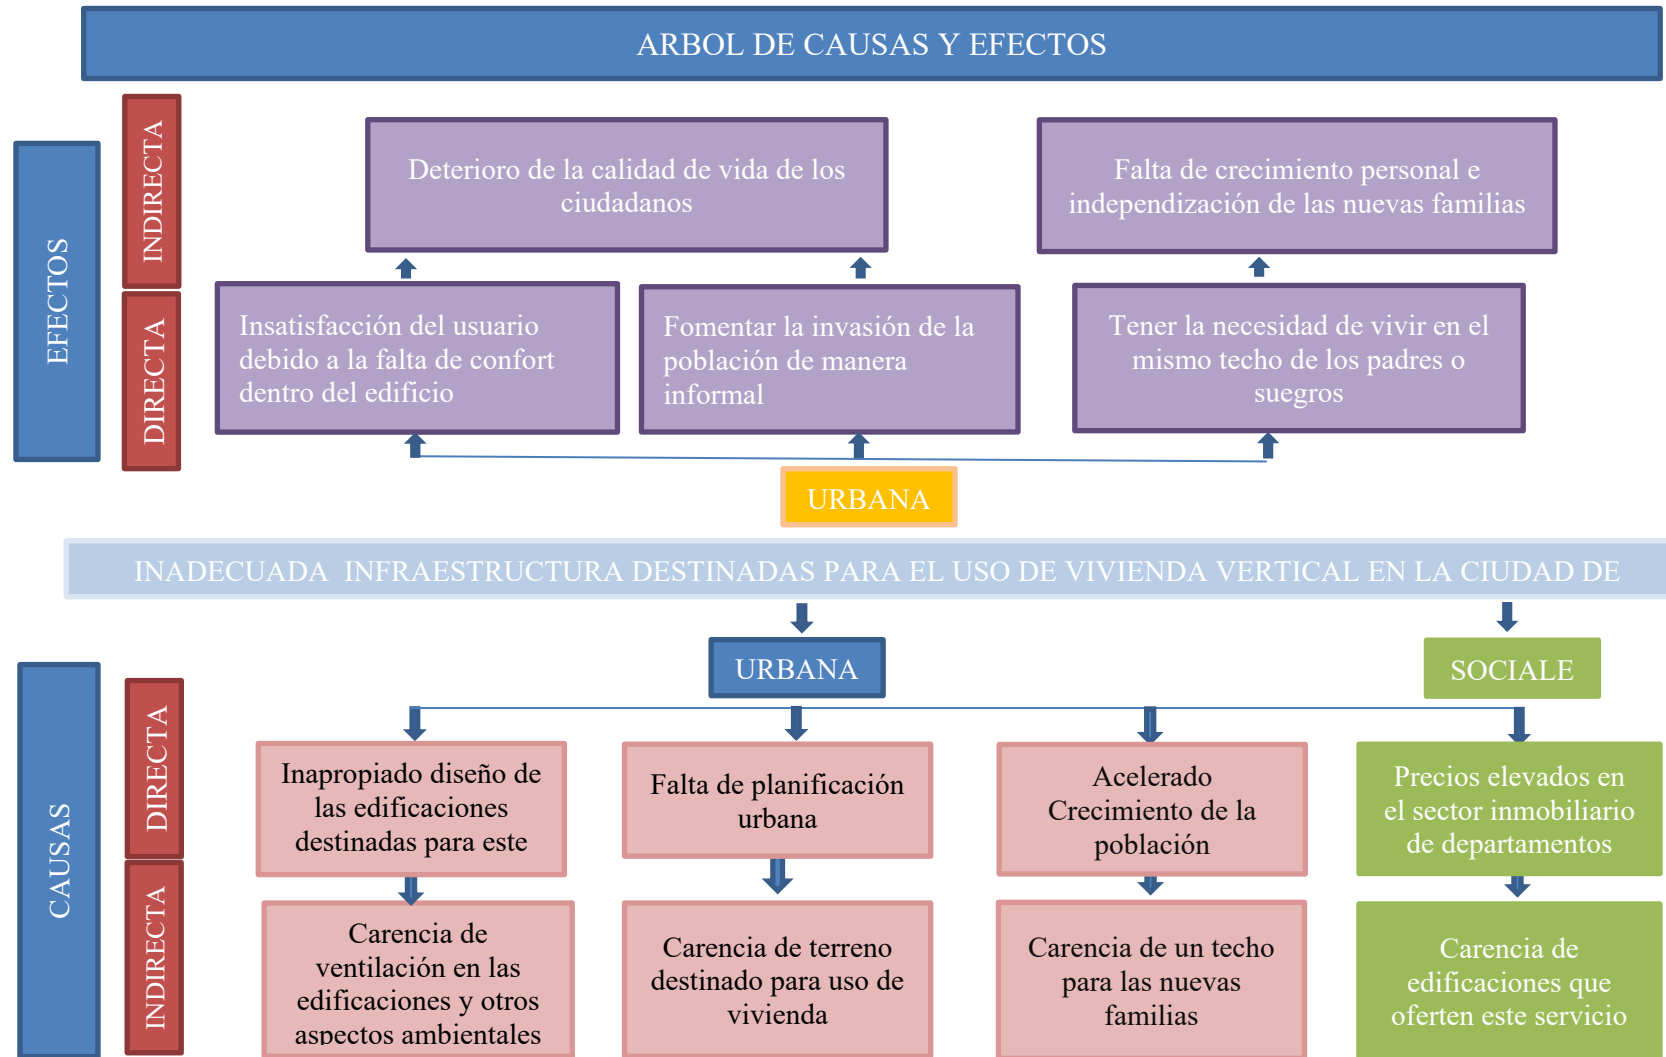 ARBOL DE CAUSAS Y EFECTOS
EFECTOS
INDIRECTA
Deterioro de la calidad de vida de los
ciudadanos
Falta de crecimiento personal e
independización de las nuevas familias
DIRECTA
Insatisfacción del usuario
debido a la falta de confort
dentro del edificio
Fomentar la invasión de la
población de manera
informal
Tener la necesidad de vivir en el
mismo techo de los padres o
suegros
URBANA
INADECUADA INFRAESTRUCTURA DESTINADAS PARA EL USO DE VIVIENDA VERTICAL EN LA CIUDAD DE
URBANA
SOCIALE
CAUSAS
DIRECTA
Inapropiado diseño de
las edificaciones
destinadas para este
Falta de planificación
urbana
Acelerado
Crecimiento de la
población
Precios elevados en
el sector inmobiliario
de departamentos
INDIRECTA
Carencia de
ventilación en las
edificaciones y otros
aspectos ambientales
Carencia de terreno
destinado para uso de
vivienda
Carencia de un techo
para las nuevas
familias
Carencia de
edificaciones que
oferten este servicio